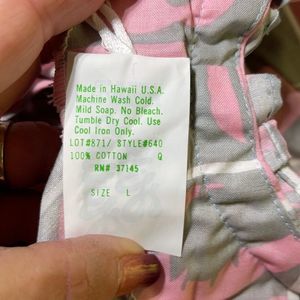 Made in Hawaii U.S.A.
Machine Wash Cold.
Mild Soap. No Bleach.
Tumble Dry Cool. Use
Cool Iron Only.
LOT#871/ STYLE#640
100% COTTON Q
RN# 37145
SIZE L